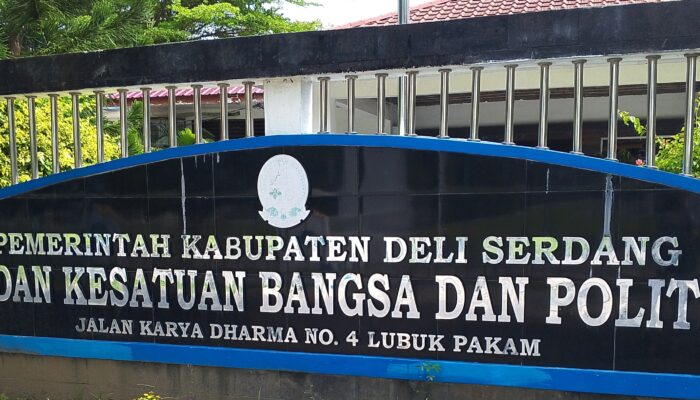 PEMERINTAH KABUPATEN DELI SERDANG
DAN KESATUAN BANGSA DAN POLIT
JALAN KARYA DHARMA NO. 4 LUBUK PAKAM